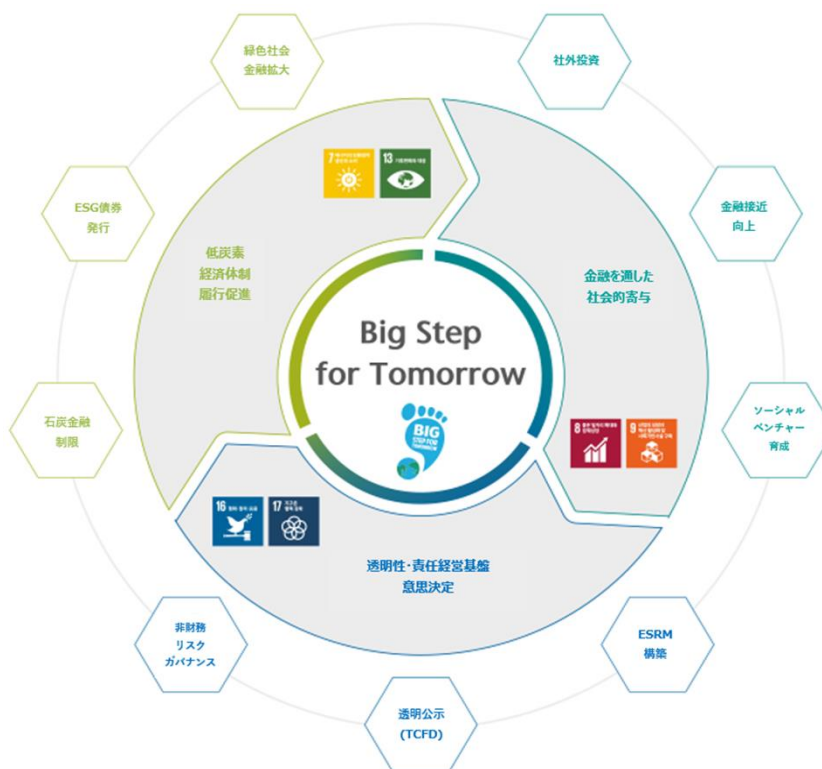 緑色社会
金融拡大
社外投資
ESG債券
発行
金融接近
向上
7
13
低炭素
経済体制
履行促進
金融を通した
社会的寄与
Big Step
for Tomorrow
BIG
STEP FOR
TOMORROW
8
9
石炭金融
制限
ソーシャル
ベンチャー
育成
16
17
透明性・責任経営基盤
意思決定
非財務
リスク
ガバナンス
ESRM
構築
透明公示
(TCFD)